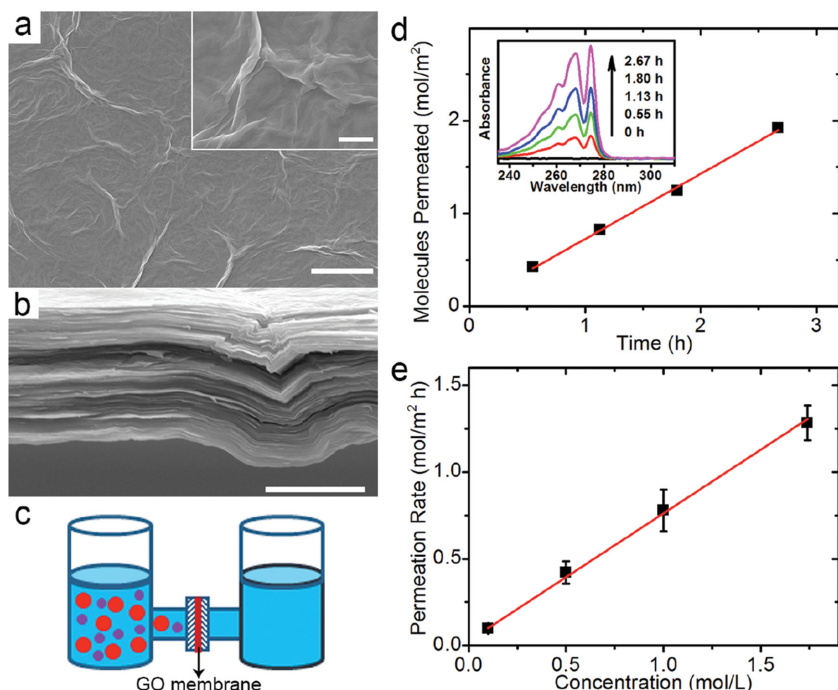 a
b
c
GO membrane
d
Molecules Permeated (mol/m²)
2
1
0
0
1
2
3
Time (h)
Absorbance
2.67 h
1.80 h
1.13 h
0.55 h
0 h
240
260
280
300
Wavelength (nm)
e
Permeation Rate (mol/m² h)
1.5
1.0
0.5
0.0
0.0
0.5
1.0
1.5
Concentration (mol/L)